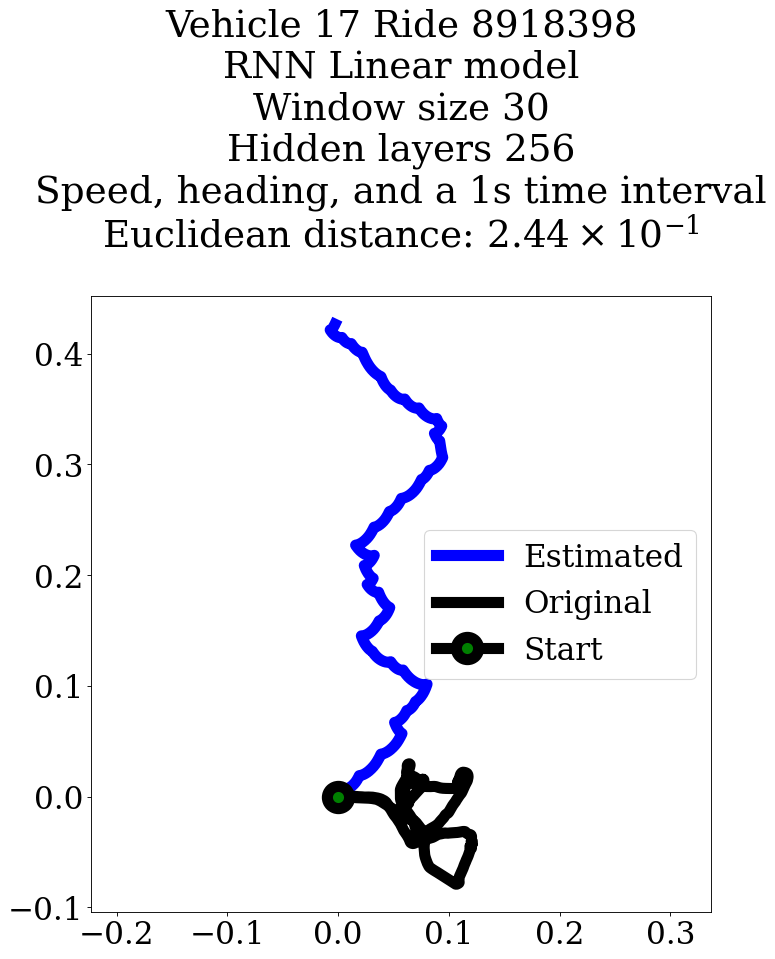 Vehicle 17 Ride 8918398
RNN Linear model
Window size 30
Hidden layers 256
Speed, heading, and a 1s time interval
Euclidean distance: 2.44 × 10⁻¹
0.4
0.3
0.2
0.1
0.0
−0.1
Estimated
Original
Start
−0.2 −0.1 0.0 0.1 0.2 0.3